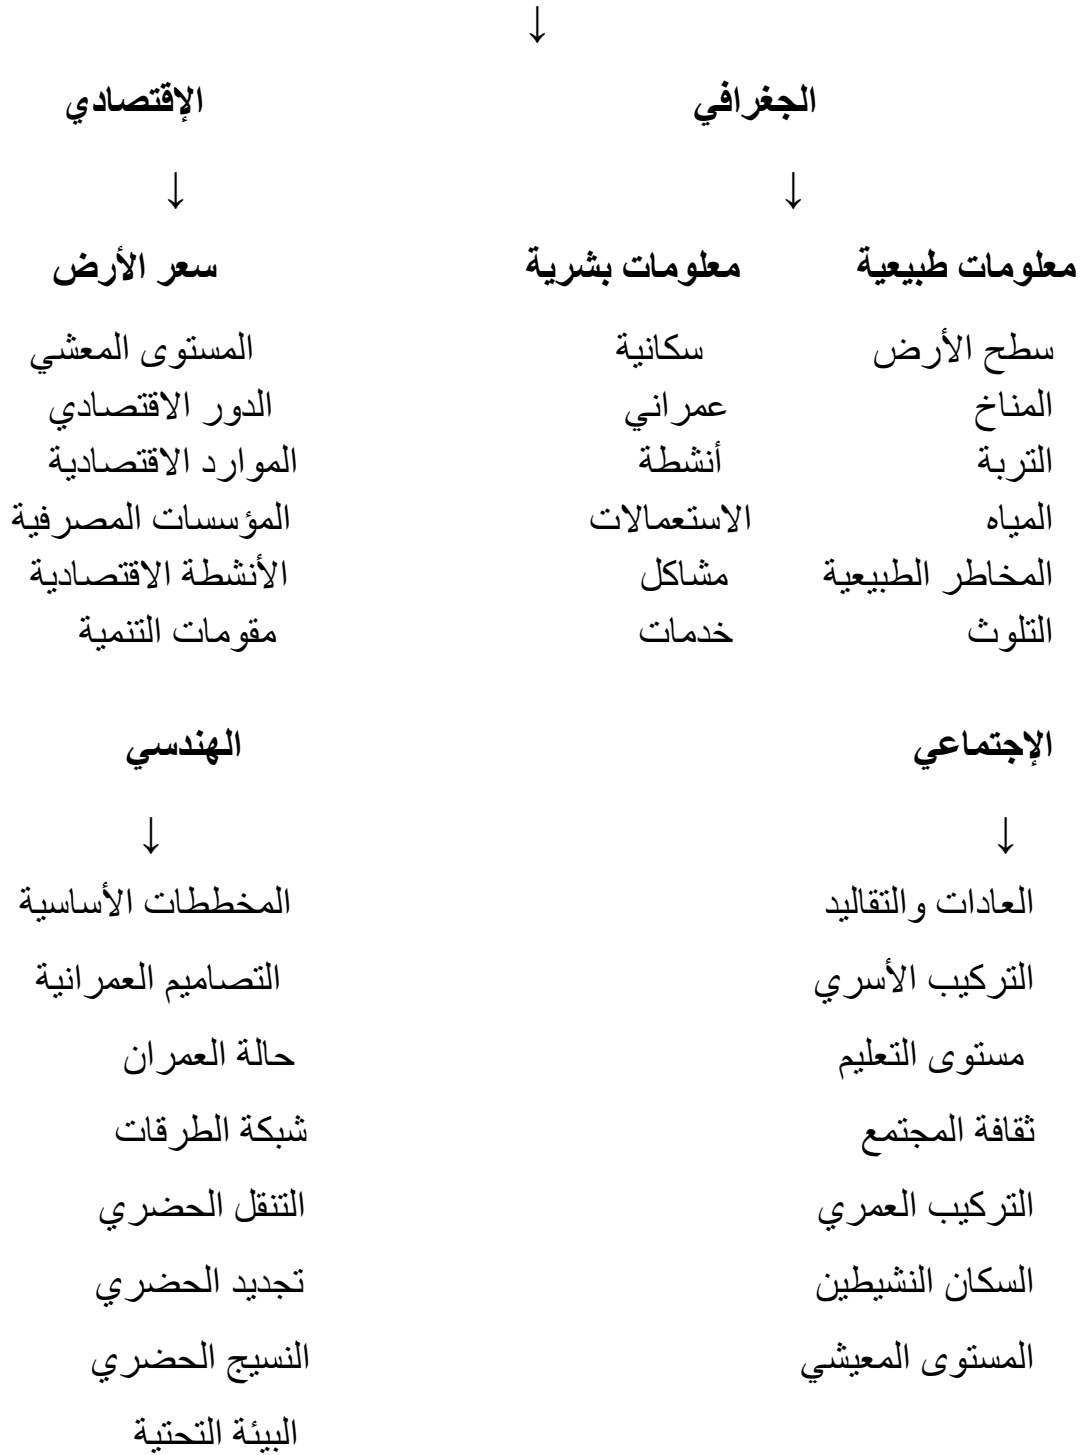 ↓
الجغرافي الإقتصادي
↓ ↓
معلومات طبيعية معلومات بشرية سعر الأرض
سطح الأرض سكانية المستوى المعشي
المناخ عمراني الدور الاقتصادي
التربة أنشطة الموارد الاقتصادية
المياه الاستعمالات المؤسسات المصرفية
المخاطر الطبيعية مشاكل الأنشطة الاقتصادية
التلوث خدمات مقومات التنمية
الإجتماعي الهندسي
↓ ↓
العادات والتقاليد المخططات الأساسية
التركيب الأسري التصاميم العمرانية
مستوى التعليم حالة العمران
ثقافة المجتمع شبكة الطرقات
التركيب العمري التنقل الحضري
السكان النشيطين تجديد الحضري
المستوى المعيشي النسيج الحضري
البيئة التحتية